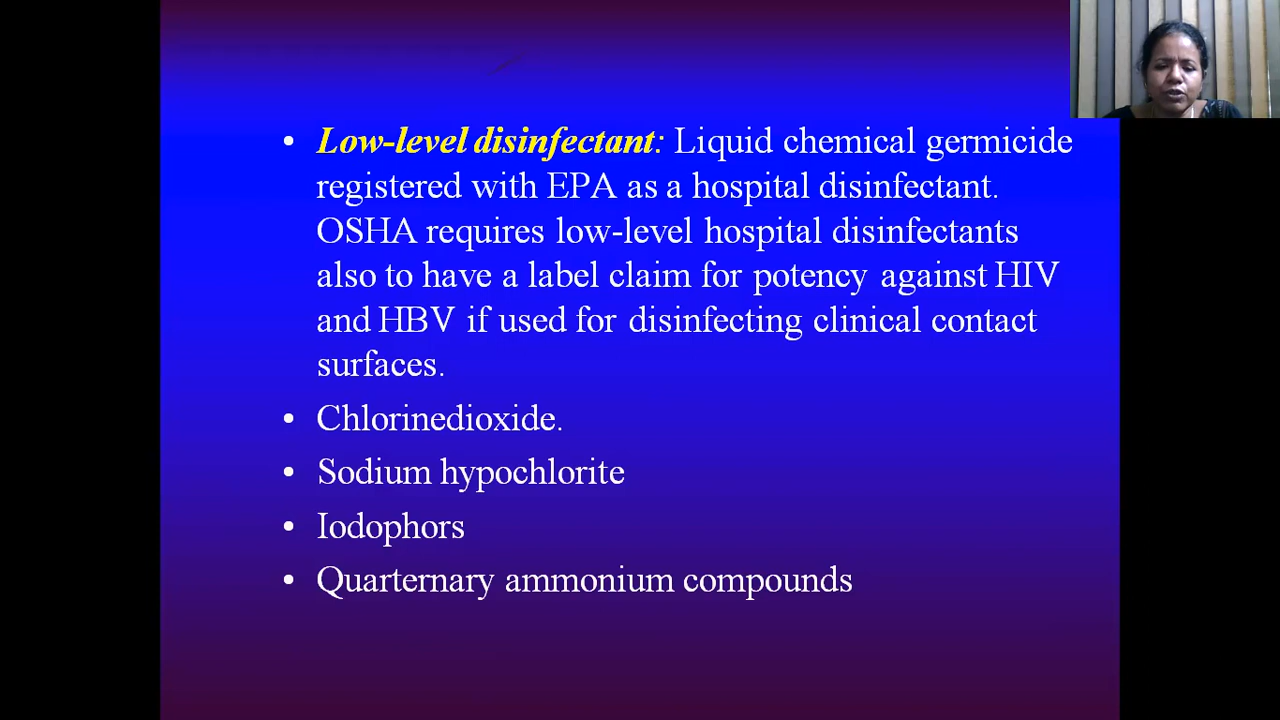 • Low-level disinfectant: Liquid chemical germicide
registered with EPA as a hospital disinfectant.
OSHA requires low-level hospital disinfectants
also to have a label claim for potency against HIV
and HBV if used for disinfecting clinical contact
surfaces.
• Chlorinedioxide.
• Sodium hypochlorite
• Iodophors
• Quarternary ammonium compounds